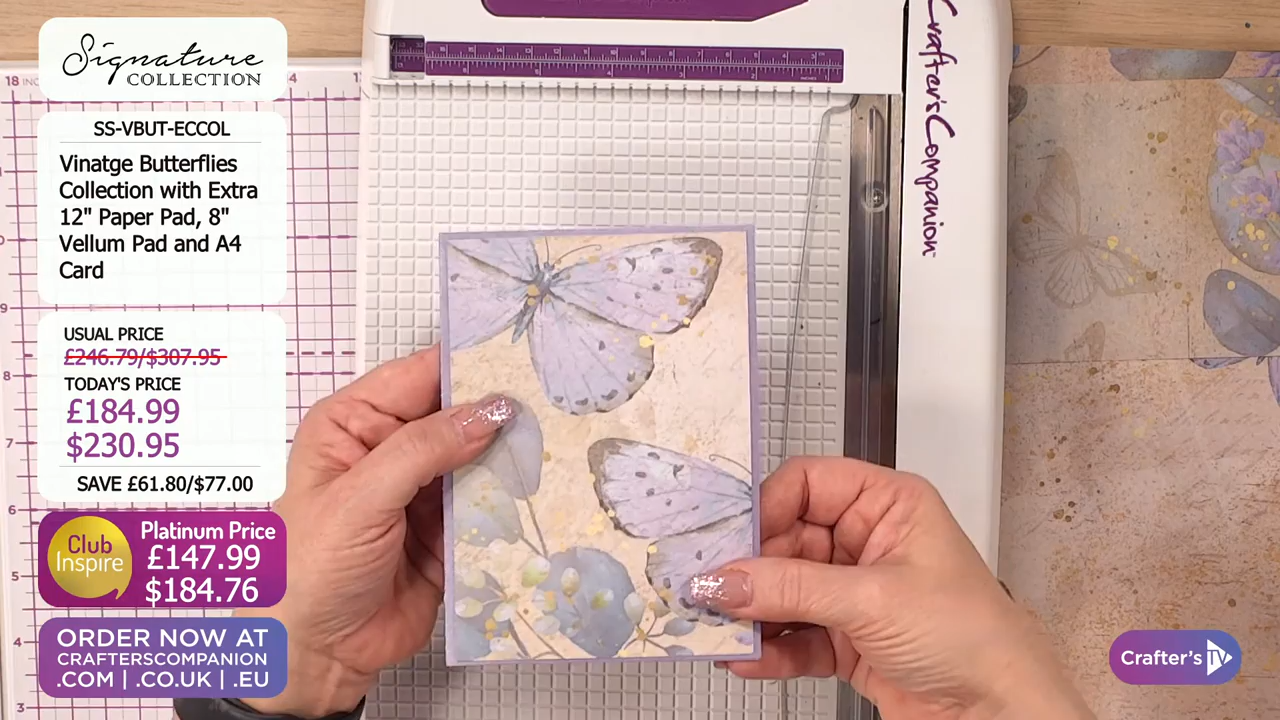 Signature
COLLECTION
SS-VBUT-ECCOL
Vinatge Butterflies
Collection with Extra
12" Paper Pad, 8"
Vellum Pad and A4
Card
USUAL PRICE
£246.79/$307.95
TODAY'S PRICE
£184.99
$230.95
SAVE £61.80/$77.00
Club
Inspire
Platinum Price
£147.99
$184.76
ORDER NOW AT
CRAFTERSCOMPANION
.COM | .CO.UK | .EU
Crafter's Companion
Crafter's TV